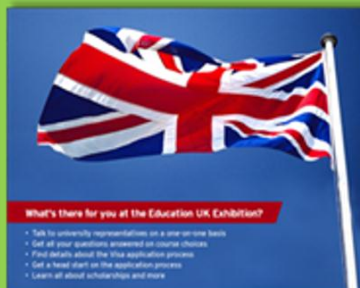 What's there for you at the Education UK Exhibition?
• Talk to university representatives on a one-on-one basis
• Get all your questions answered on course choices
• Find details about the Visa application process
• Get a head start on the application process
• Learn all about scholarships and more